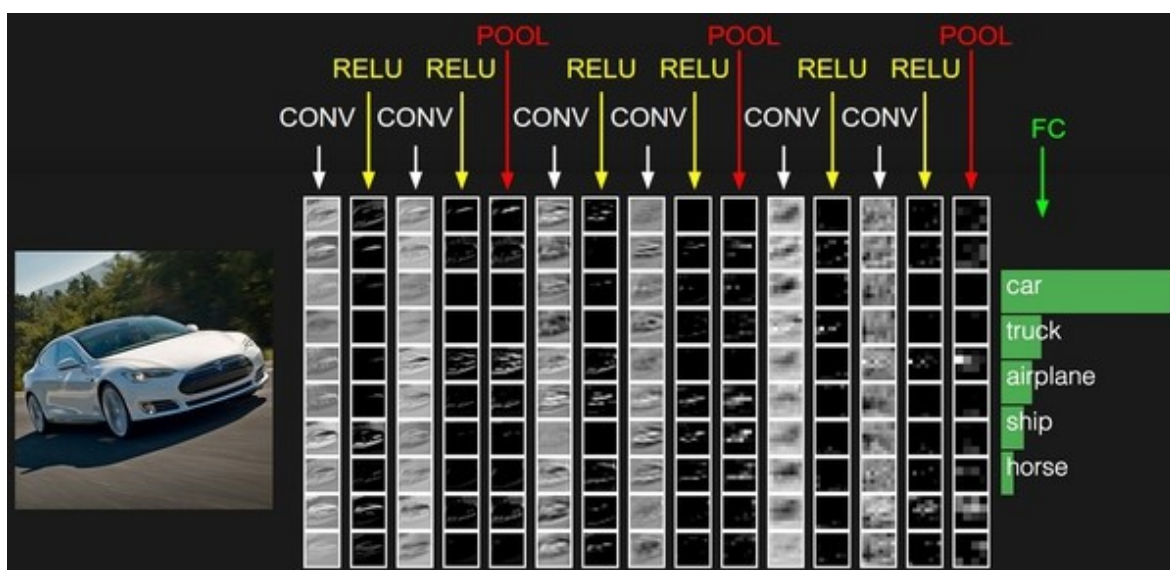 POOL POOL POOL
RELU RELU RELU RELU RELU RELU
CONV CONV CONV CONV CONV CONV
FC
car
truck
airplane
ship
horse